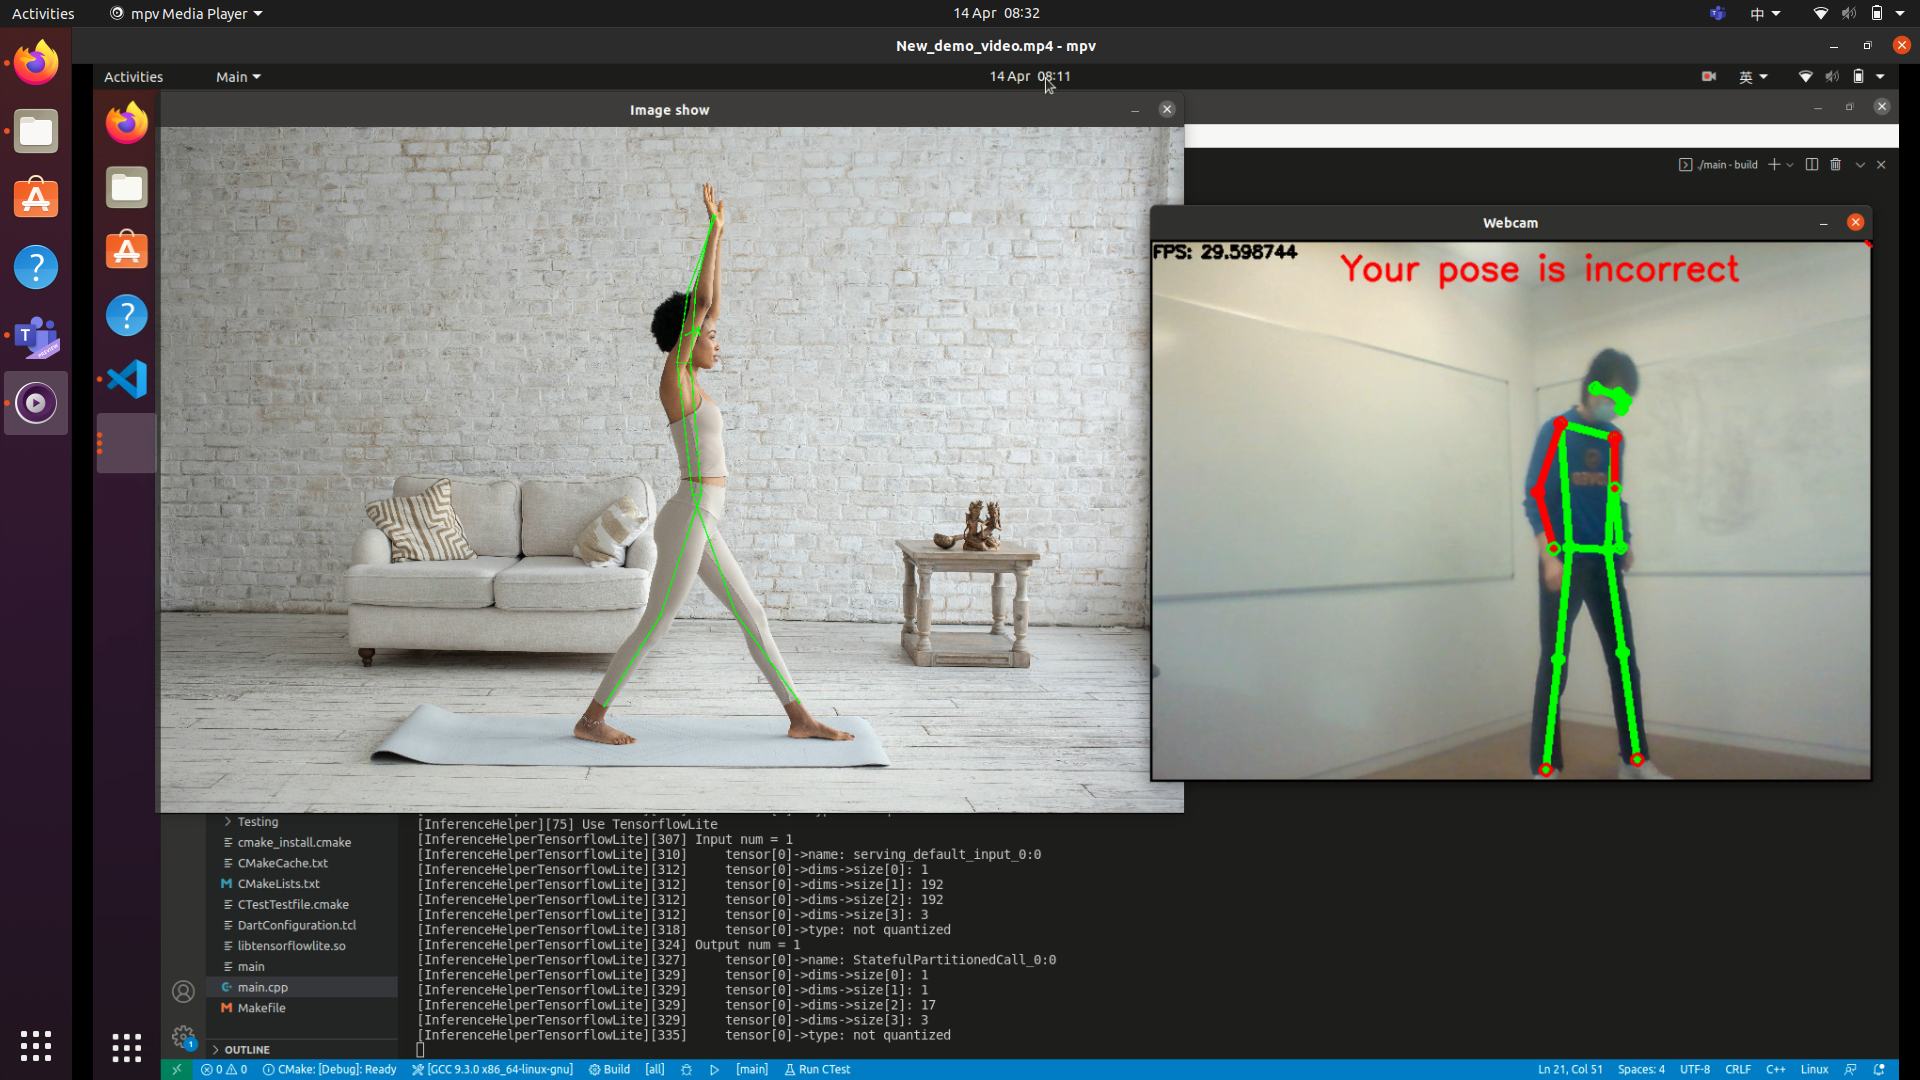 Activities
mpv Media Player
14 Apr 08:32
中
New_demo_video.mp4 - mpv
Activities
Main
14 Apr 08:11
英
Image show
./main - build
Webcam
FPS: 29.598744
Your pose is incorrect
Testing
cmake_install.cmake
CMakeCache.txt
CMakeLists.txt
CTestTestfile.cmake
DartConfiguration.tcl
libtensorflowlite.so
main
main.cpp
Makefile
OUTLINE
[InferenceHelper][75] Use TensorflowLite
[InferenceHelperTensorflowLite][307] Input num = 1
[InferenceHelperTensorflowLite][310] tensor[0]->name: serving_default_input_0:0
[InferenceHelperTensorflowLite][312] tensor[0]->dims->size[0]: 1
[InferenceHelperTensorflowLite][312] tensor[0]->dims->size[1]: 192
[InferenceHelperTensorflowLite][312] tensor[0]->dims->size[2]: 192
[InferenceHelperTensorflowLite][312] tensor[0]->dims->size[3]: 3
[InferenceHelperTensorflowLite][318] tensor[0]->type: not quantized
[InferenceHelperTensorflowLite][324] Output num = 1
[InferenceHelperTensorflowLite][327] tensor[0]->name: StatefulPartitionedCall_0:0
[InferenceHelperTensorflowLite][329] tensor[0]->dims->size[0]: 1
[InferenceHelperTensorflowLite][329] tensor[0]->dims->size[1]: 1
[InferenceHelperTensorflowLite][329] tensor[0]->dims->size[2]: 17
[InferenceHelperTensorflowLite][329] tensor[0]->dims->size[3]: 3
[InferenceHelperTensorflowLite][335] tensor[0]->type: not quantized
1
0 0 CMake: [Debug]: Ready [GCC 9.3.0 x86_64-linux-gnu] Build [all] [main] Run CTest Ln 21, Col 51 Spaces: 4 UTF-8 CRLF C++ Linux